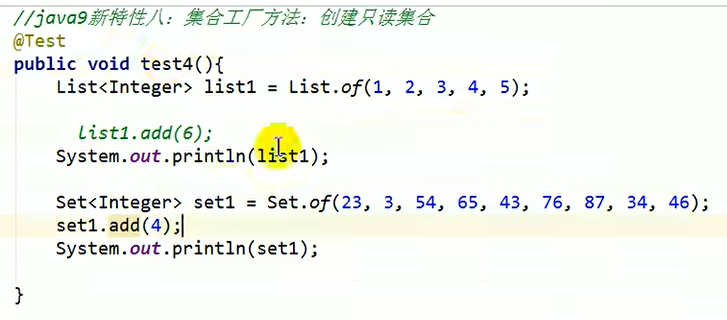 //java9新特性八：集合工厂方法：创建只读集合
@Test
public void test4(){
List<Integer> list1 = List.of(1, 2, 3, 4, 5);
list1.add(6);
System.out.println(list1);
Set<Integer> set1 = Set.of(23, 3, 54, 65, 43, 76, 87, 34, 46);
set1.add(4);
System.out.println(set1);
}